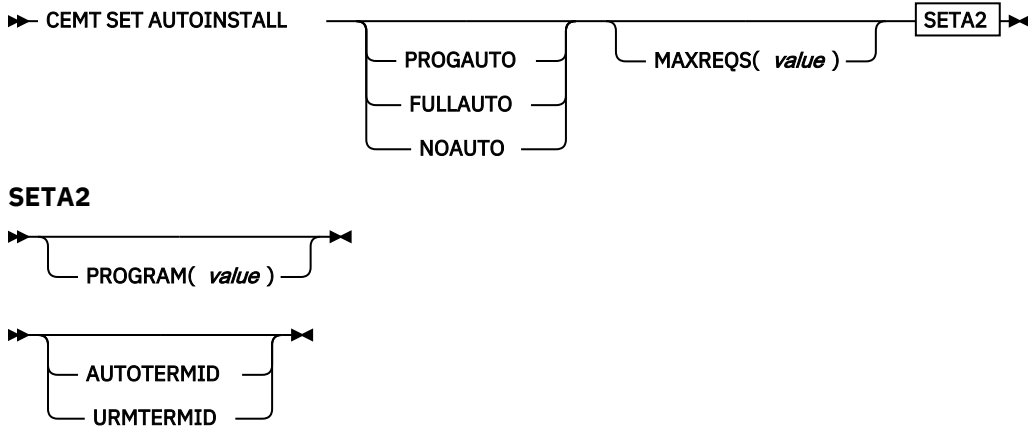 CEMT SET AUTOINSTALL
PROGAUTO
FULLAUTO
NOAUTO
MAXREQS( value )
SETA2
SETA2
PROGRAM( value )
AUTOTERMID
URMTERMID